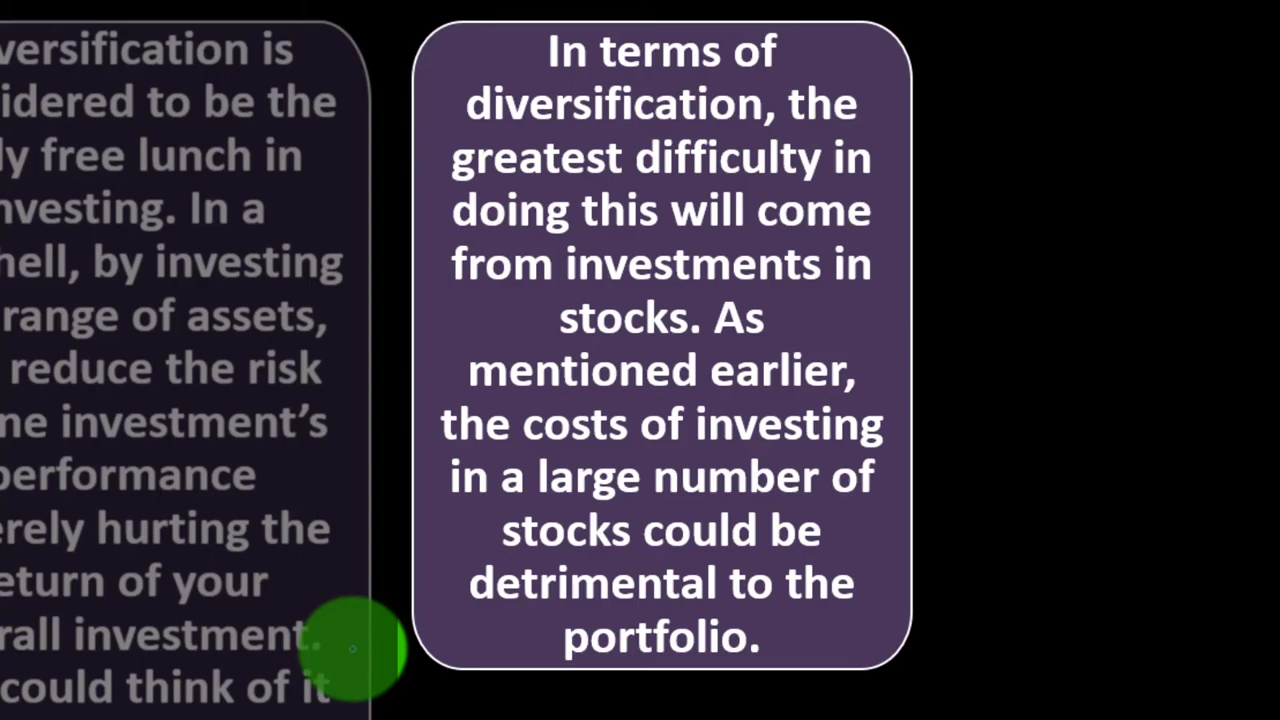 versification is
idered to be the
ly free lunch in
nvesting. In a
hell, by investing
range of assets,
reduce the risk
ne investment’s
performance
erely hurting the
eturn of your
rall investment.
could think of it
In terms of
diversification, the
greatest difficulty in
doing this will come
from investments in
stocks. As
mentioned earlier,
the costs of investing
in a large number of
stocks could be
detrimental to the
portfolio.